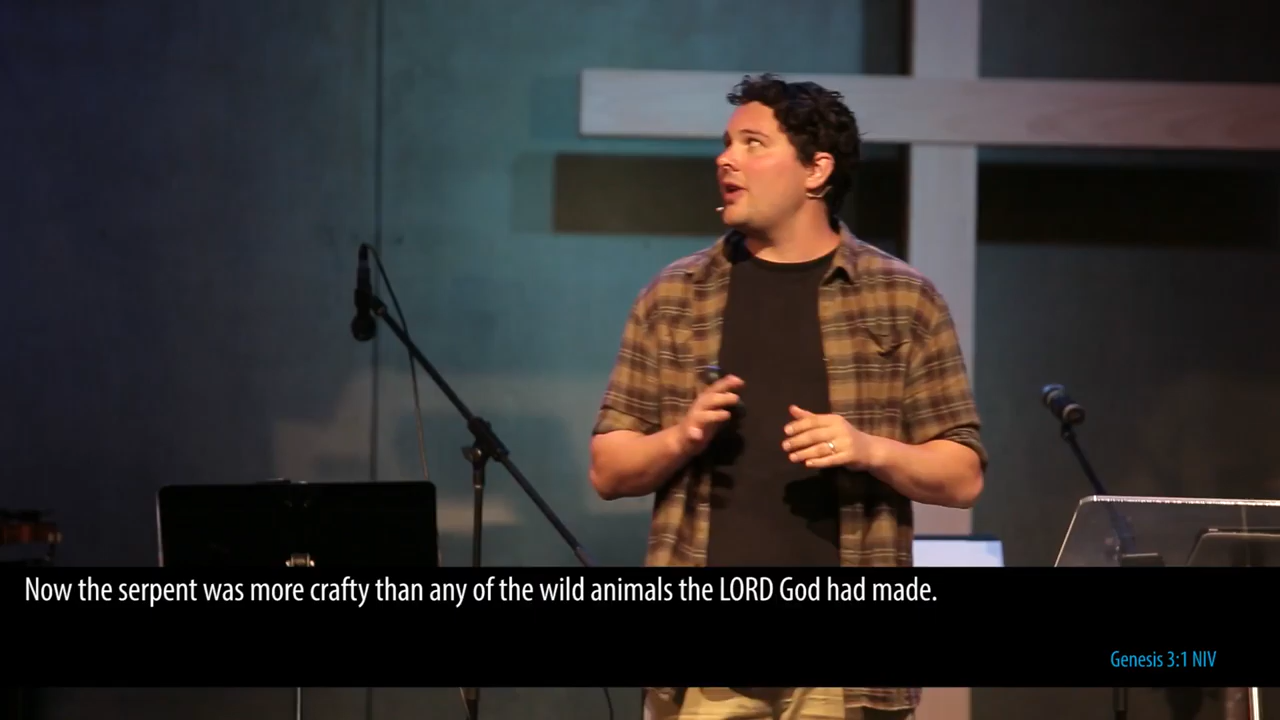 Now the serpent was more crafty than any of the wild animals the LORD God had made.
Genesis 3:1 NIV